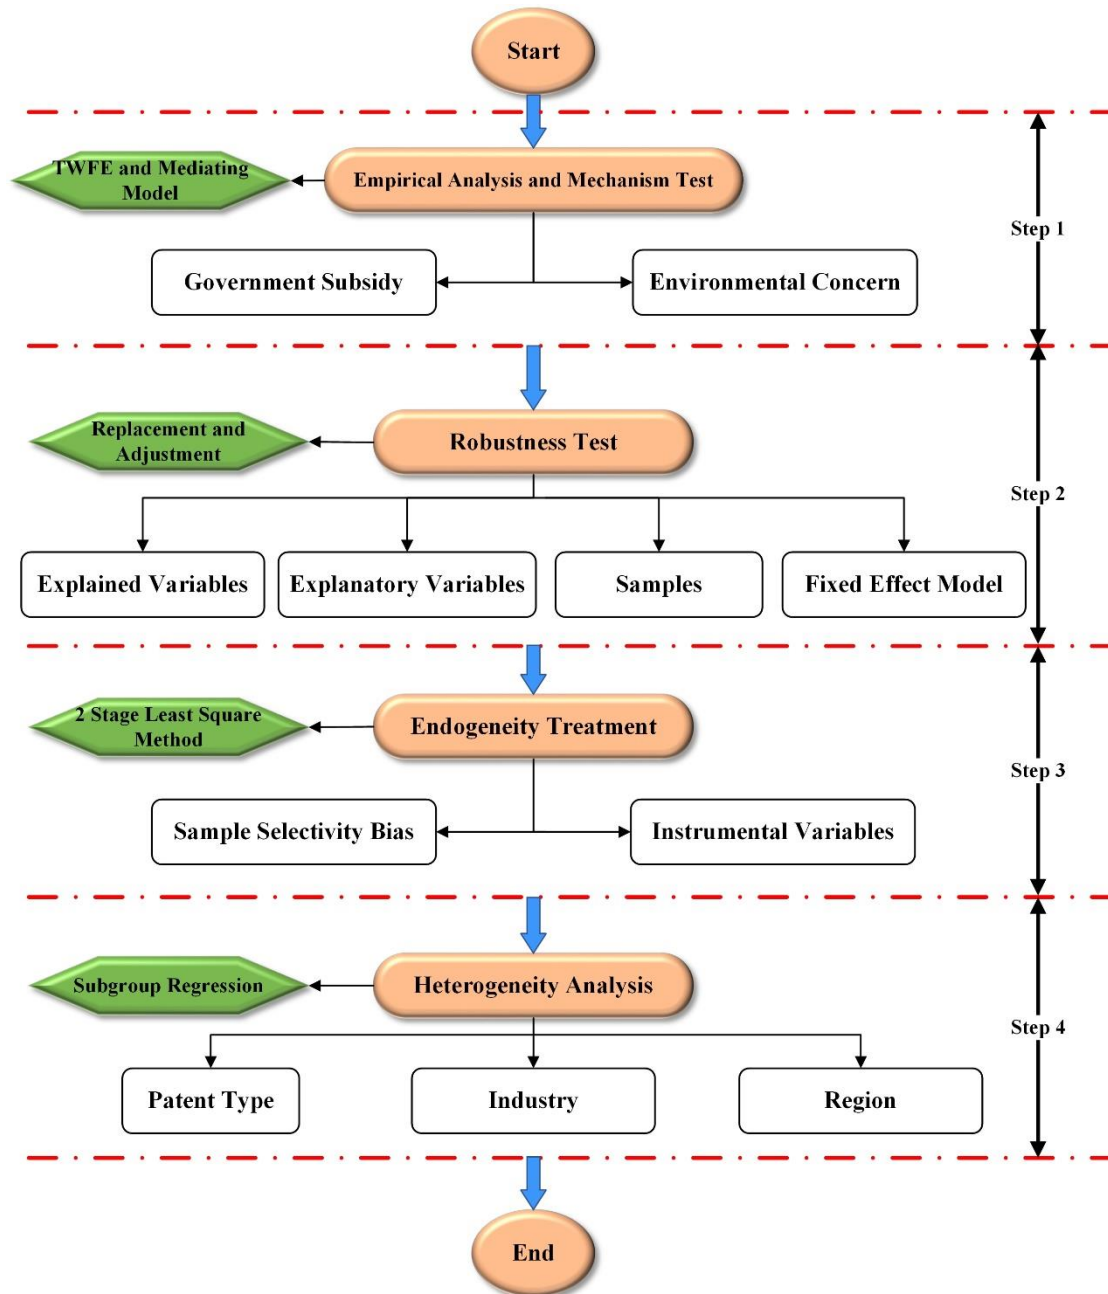 Start
TWFE and Mediating
Model
Empirical Analysis and Mechanism Test
Step 1
Government Subsidy
Environmental Concern
Replacement and
Adjustment
Robustness Test
Step 2
Explained Variables
Explanatory Variables
Samples
Fixed Effect Model
2 Stage Least Square
Method
Endogeneity Treatment
Step 3
Sample Selectivity Bias
Instrumental Variables
Subgroup Regression
Heterogeneity Analysis
Step 4
Patent Type
Industry
Region
End